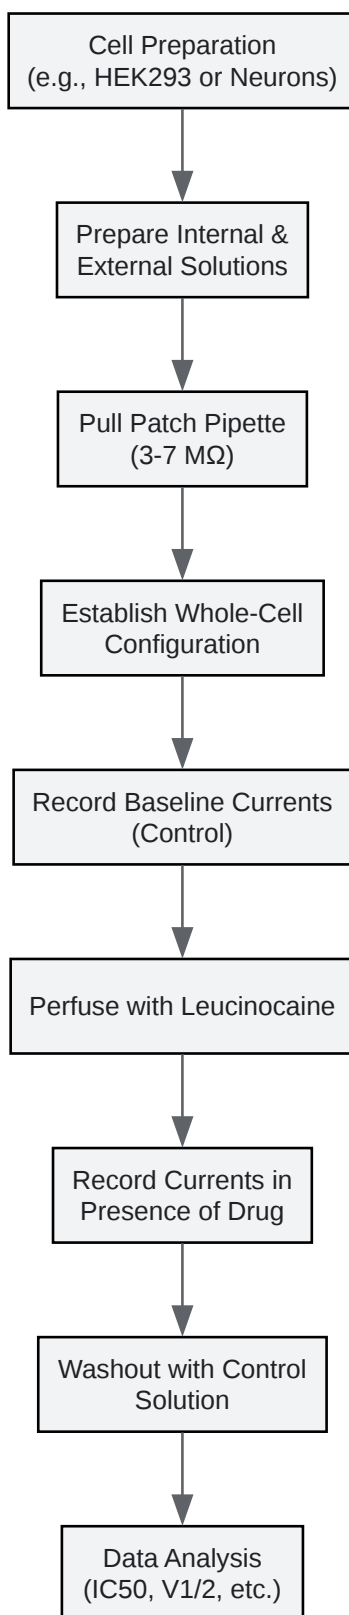 Cell Preparation
(e.g., HEK293 or Neurons)
Prepare Internal &
External Solutions
Pull Patch Pipette
(3-7 MΩ)
Establish Whole-Cell
Configuration
Record Baseline Currents
(Control)
Perfuse with Leucinocaine
Record Currents in
Presence of Drug
Washout with Control
Solution
Data Analysis
(IC50, V1/2, etc.)